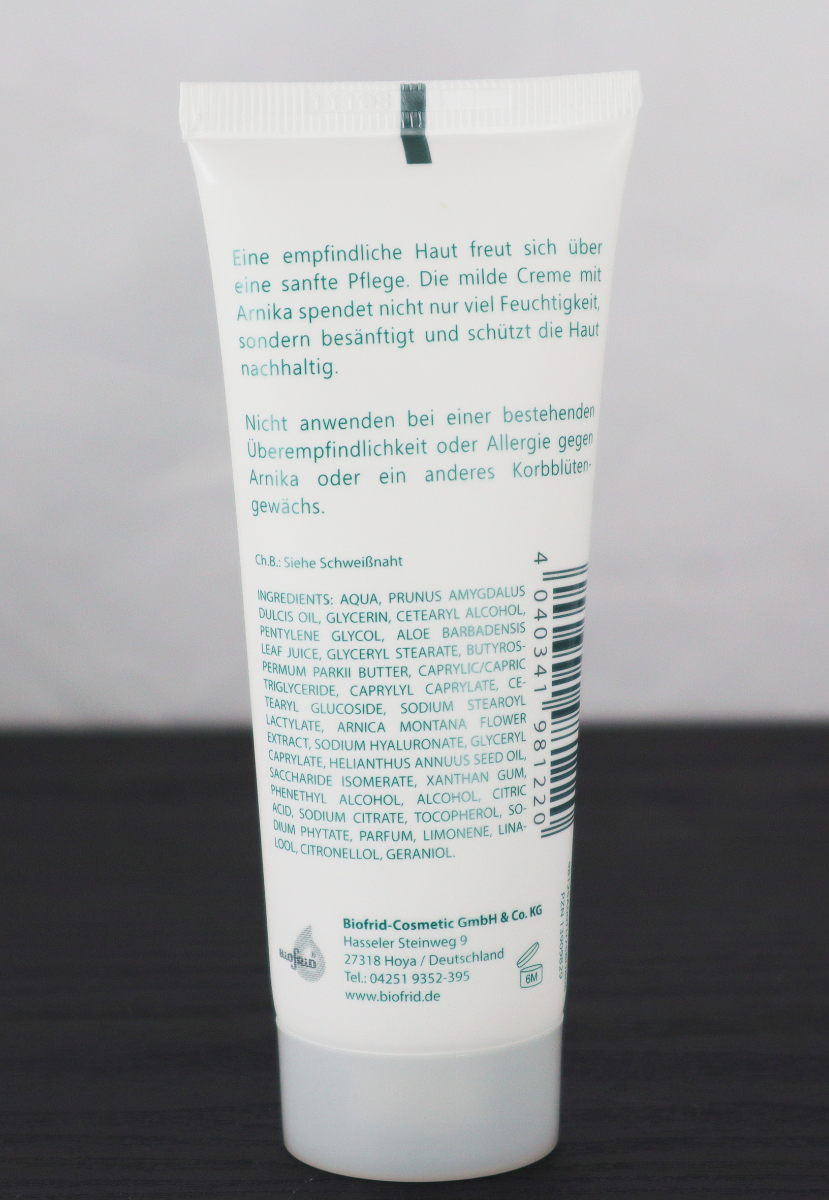 Eine empfindliche Haut freut sich über
eine sanfte Pflege. Die milde Creme mit
Arnika spendet nicht nur viel Feuchtigkeit,
sondern besänftigt und schützt die Haut
nachhaltig.
Nicht anwenden bei einer bestehenden
Überempfindlichkeit oder Allergie gegen
Arnika oder ein anderes Korbblüten-
gewächs.
Ch.B.: Siehe Schweißnaht
INGREDIENTS: AQUA, PRUNUS AMYGDALUS
DULCIS OIL, GLYCERIN, CETEARYL ALCOHOL,
PENTYLENE GLYCOL, ALOE BARBADENSIS
LEAF JUICE, GLYCERYL STEARATE, BUTYROS-
PERMUM PARKII BUTTER, CAPRYLIC/CAPRIC
TRIGLYCERIDE, CAPRYLYL CAPRYLATE, CE-
TEARYL GLUCOSIDE, SODIUM STEAROYL
LACTYLATE, ARNICA MONTANA FLOWER
EXTRACT, SODIUM HYALURONATE, GLYCERYL
CAPRYLATE, HELIANTHUS ANNUUS SEED OIL,
SACCHARIDE ISOMERATE, XANTHAN GUM,
PHENETHYL ALCOHOL, ALCOHOL, CITRIC
ACID, SODIUM CITRATE, TOCOPHEROL, SO-
DIUM PHYTATE, PARFUM, LIMONENE, LINA-
LOOL, CITRONELLOL, GERANIOL.
4 040341 981220
BIOFRID
Biofrid-Cosmetic GmbH & Co. KG
Hasseler Steinweg 9
27318 Hoya / Deutschland
Tel.: 04251 9352-395
www.biofrid.de
6M
PZN